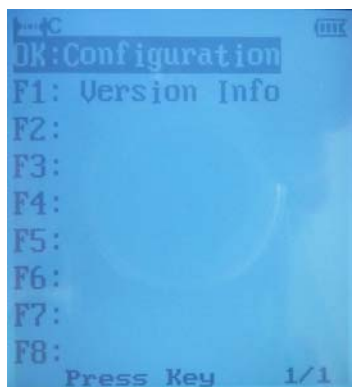 C
OK:Configuration
F1: Version Info
F2:
F3:
F4:
F5:
F6:
F7:
F8:
Press Key 1/1